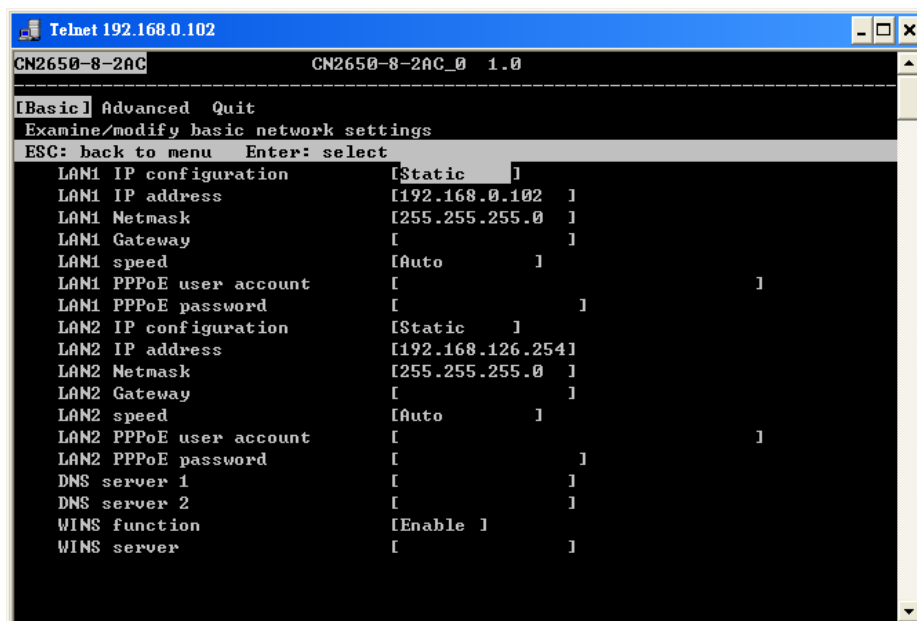 Telnet 192.168.0.102
CN2650-8-2AC CN2650-8-2AC_0 1.0
[Basic] Advanced Quit
Examine/modify basic network settings
ESC: back to menu Enter: select
LAN1 IP configuration [Static ]
LAN1 IP address [192.168.0.102 ]
LAN1 Netmask [255.255.255.0 ]
LAN1 Gateway [ ]
LAN1 speed [Auto ]
LAN1 PPPoE user account [ ]
LAN1 PPPoE password [ ]
LAN2 IP configuration [Static ]
LAN2 IP address [192.168.126.254]
LAN2 Netmask [255.255.255.0 ]
LAN2 Gateway [ ]
LAN2 speed [Auto ]
LAN2 PPPoE user account [ ]
LAN2 PPPoE password [ ]
DNS server 1 [ ]
DNS server 2 [ ]
WINS function [Enable ]
WINS server [ ]